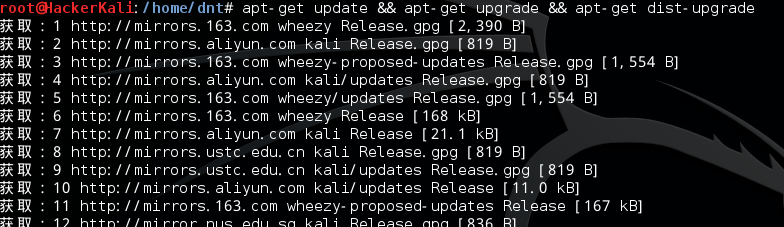 root@HackerKali:/home/dnt# apt-get update && apt-get upgrade && apt-get dist-upgrade
获取：1 http://mirrors.163.com wheezy Release.gpg [2,390 B]
获取：2 http://mirrors.aliyun.com kali Release.gpg [819 B]
获取：3 http://mirrors.163.com wheezy-proposed-updates Release.gpg [1,554 B]
获取：4 http://mirrors.aliyun.com kali/updates Release.gpg [819 B]
获取：5 http://mirrors.163.com wheezy/updates Release.gpg [1,554 B]
获取：6 http://mirrors.163.com wheezy Release [168 kB]
获取：7 http://mirrors.aliyun.com kali Release [21.1 kB]
获取：8 http://mirrors.ustc.edu.cn kali Release.gpg [819 B]
获取：9 http://mirrors.ustc.edu.cn kali/updates Release.gpg [819 B]
获取：10 http://mirrors.aliyun.com kali/updates Release [11.0 kB]
获取：11 http://mirrors.163.com wheezy-proposed-updates Release [167 kB]
获取：12 http://mirror.nus.edu.sg kali Release.gpg [836 B]